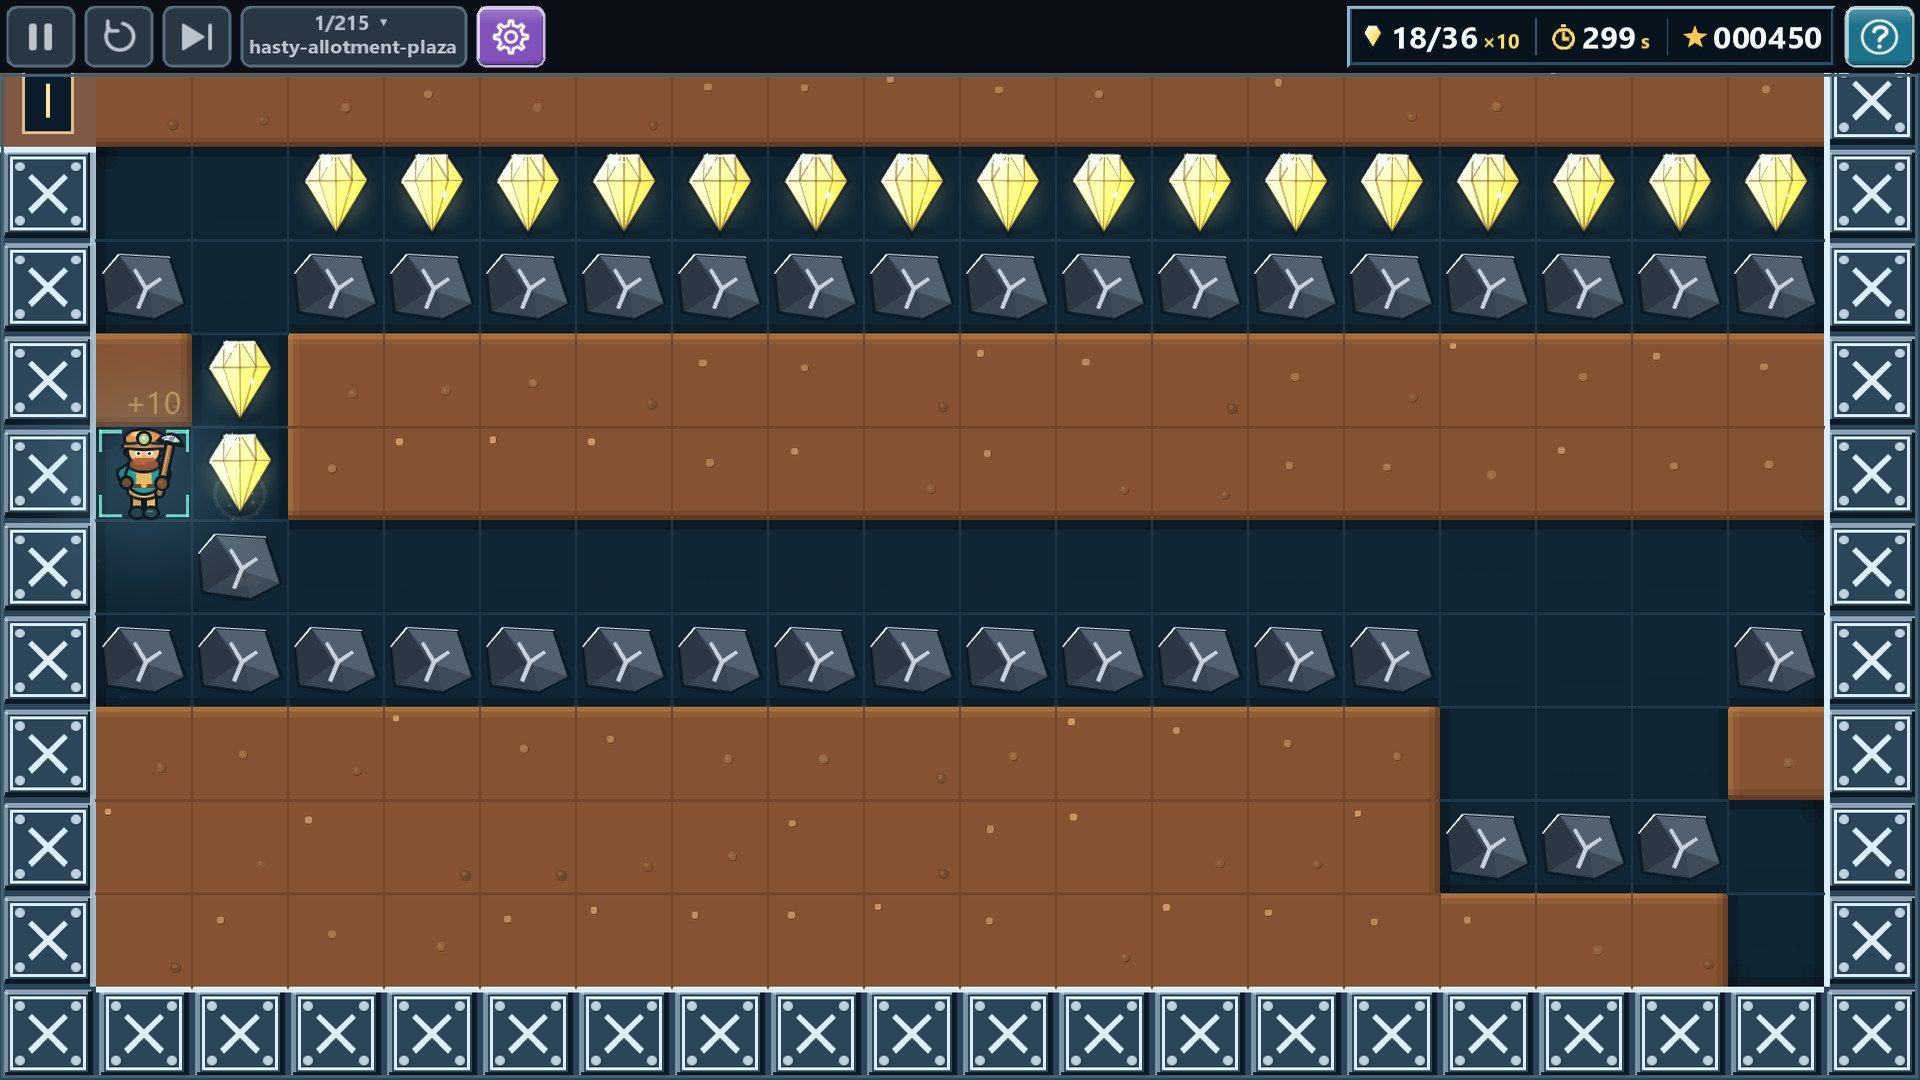 1/215 ▾
hasty-allotment-plaza
18/36 ×10
299 s
000450
?
+10